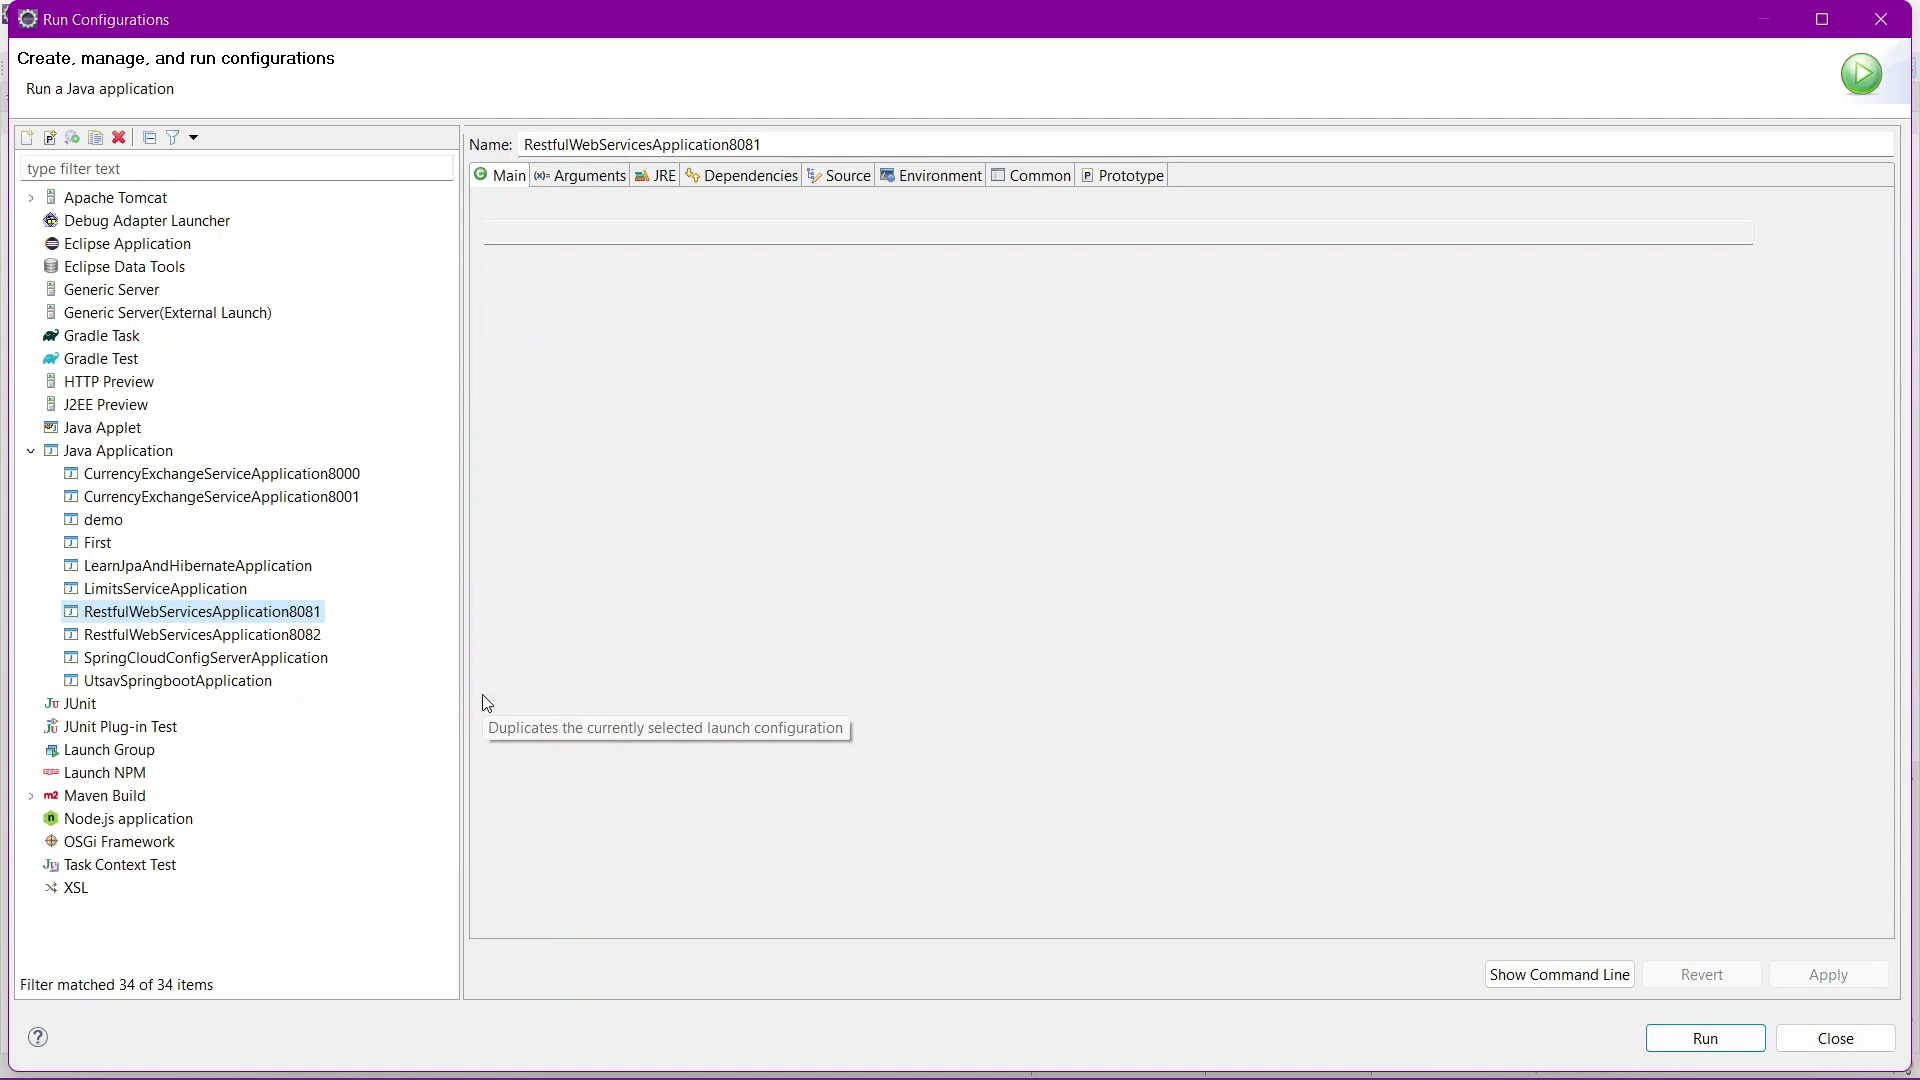 Run Configurations
Create, manage, and run configurations
Run a Java application
type filter text
Apache Tomcat
Debug Adapter Launcher
Eclipse Application
Eclipse Data Tools
Generic Server
Generic Server(External Launch)
Gradle Task
Gradle Test
HTTP Preview
J2EE Preview
Java Applet
Java Application
CurrencyExchangeServiceApplication8000
CurrencyExchangeServiceApplication8001
demo
First
LearnJpaAndHibernateApplication
LimitsServiceApplication
RestfulWebServicesApplication8081
RestfulWebServicesApplication8082
SpringCloudConfigServerApplication
UtsavSpringbootApplication
JUnit
JUnit Plug-in Test
Launch Group
Launch NPM
m2 Maven Build
Node.js application
OSGi Framework
Task Context Test
XSL
Filter matched 34 of 34 items
Name: RestfulWebServicesApplication8081
Main Arguments JRE Dependencies Source Environment Common Prototype
Duplicates the currently selected launch configuration
Show Command Line Revert Apply
Run Close